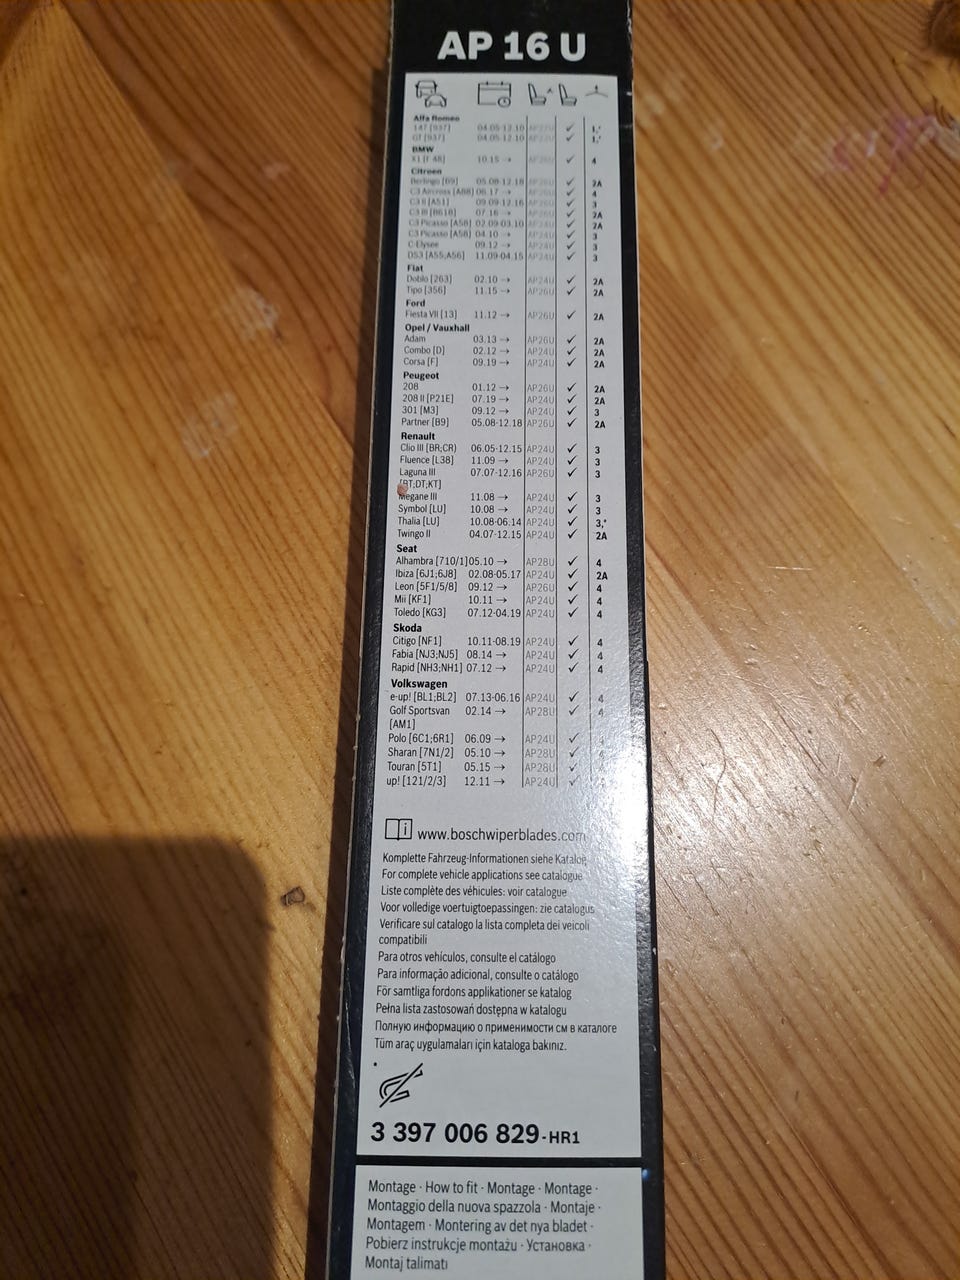 AP 16 U
Alfa Romeo
147 [937] 04.05-12.10 ✓ 1,*
GT [937] 04.05-12.10 ✓ 1,*
BMW
X1 [F 48] 10.15 → ✓ 4
Citroen
Berlingo [B9] 05.08-12.18 AP26U ✓ 2A
C3 Aircross [A88] 06.17 → AP26U ✓ 4
C3 II [A51] 09.09-12.16 AP26U ✓ 3
C3 III [B618] 07.16 → AP26U ✓ 2A
C3 Picasso [A58] 02.09-03.10 AP24U ✓ 2A
C3 Picasso [A58] 04.10 → AP24U ✓ 3
C-Elysee 09.12 → AP24U ✓ 3
DS3 [A55;A56] 11.09-04.15 AP24U ✓ 3
Fiat
Doblo [263] 02.10 → AP24U ✓ 2A
Tipo [356] 11.15 → AP26U ✓ 2A
Ford
Fiesta VII [13] 11.12 → AP26U ✓ 2A
Opel / Vauxhall
Adam 03.13 → AP26U ✓ 2A
Combo [D] 02.12 → AP24U ✓ 2A
Corsa [F] 09.19 → AP24U ✓ 2A
Peugeot
208 01.12 → AP26U ✓ 2A
208 II [P21E] 07.19 → AP24U ✓ 2A
301 [M3] 09.12 → AP24U ✓ 3
Partner [B9] 05.08-12.18 AP26U ✓ 2A
Renault
Clio III [BR;CR) 06.05-12.15 AP24U ✓ 3
Fluence [L38] 11.09 → AP24U ✓ 3
Laguna III 07.07-12.16 AP26U ✓ 3
[BT;DT;KT]
Megane III 11.08 → AP24U ✓ 3
Symbol [LU] 10.08 → AP24U ✓ 3
Thalia [LU] 10.08-06.14 AP24U ✓ 3,*
Twingo II 04.07-12.15 AP24U ✓ 2A
Seat
Alhambra [710/1] 05.10 → AP28U ✓ 4
Ibiza [6J1;6J8] 02.08-05.17 AP24U ✓ 2A
Leon [5F1/5/8] 09.12 → AP26U ✓ 4
Mii [KF1] 10.11 → AP24U ✓ 4
Toledo [KG3] 07.12-04.19 AP24U ✓ 4
Skoda
Citigo [NF1] 10.11-08.19 AP24U ✓ 4
Fabia [NJ3;NJ5] 08.14 → AP24U ✓ 4
Rapid [NH3;NH1] 07.12 → AP24U ✓ 4
Volkswagen
e-up! [BL1;BL2] 07.13-06.16 AP24U ✓ 4
Golf Sportsvan 02.14 → AP28U ✓ 4
[AM1]
Polo [6C1;6R1] 06.09 → AP24U ✓
Sharan [7N1/2] 05.10 → AP28U ✓
Touran [5T1] 05.15 → AP28U ✓
up! [121/2/3] 12.11 → AP24U ✓
www.boschwiperblades.com
Komplette Fahrzeug-Informationen siehe Katalog
For complete vehicle applications see catalogue
Liste complète des véhicules: voir catalogue
Voor volledige voertuigtoepassingen: zie catalogus
Verificare sul catalogo la lista completa dei veicoli
compatibili
Para otros vehículos, consulte el catálogo
Para informação adicional, consulte o catálogo
För samtliga fordons applikationer se katalog
Pełna lista zastosowań dostępna w katalogu
Полную информацию о применимости см в каталоге
Tüm araç uygulamaları için kataloga bakınız.
3 397 006 829-HR1
Montage · How to fit · Montage · Montage ·
Montaggio della nuova spazzola · Montaje ·
Montagem · Montering av det nya bladet ·
Pobierz instrukcje montażu · Установка ·
Montaj talimatı